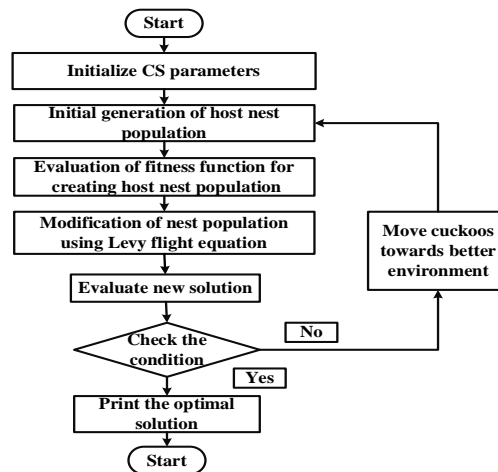 Start
Initialize CS parameters
Initial generation of host nest
population
Evaluation of fitness function for
creating host nest population
Modification of nest population
using Levy flight equation
Move cuckoos
towards better
environment
Evaluate new solution
No
Check the
condition
Yes
Print the optimal
solution
Start